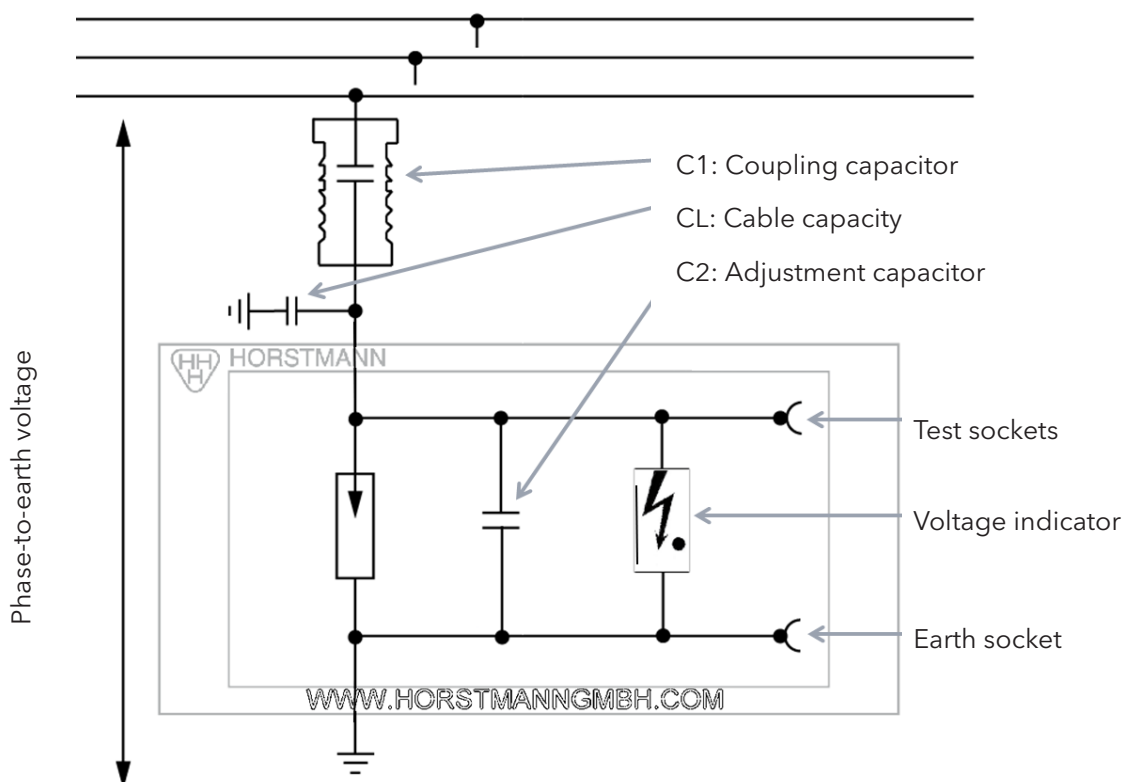 C1: Coupling capacitor
CL: Cable capacity
C2: Adjustment capacitor
Phase-to-earth voltage
HH
H
HORSTMANN
Test sockets
Voltage indicator
Earth socket
WWW.HORSTMANNGMBH.COM